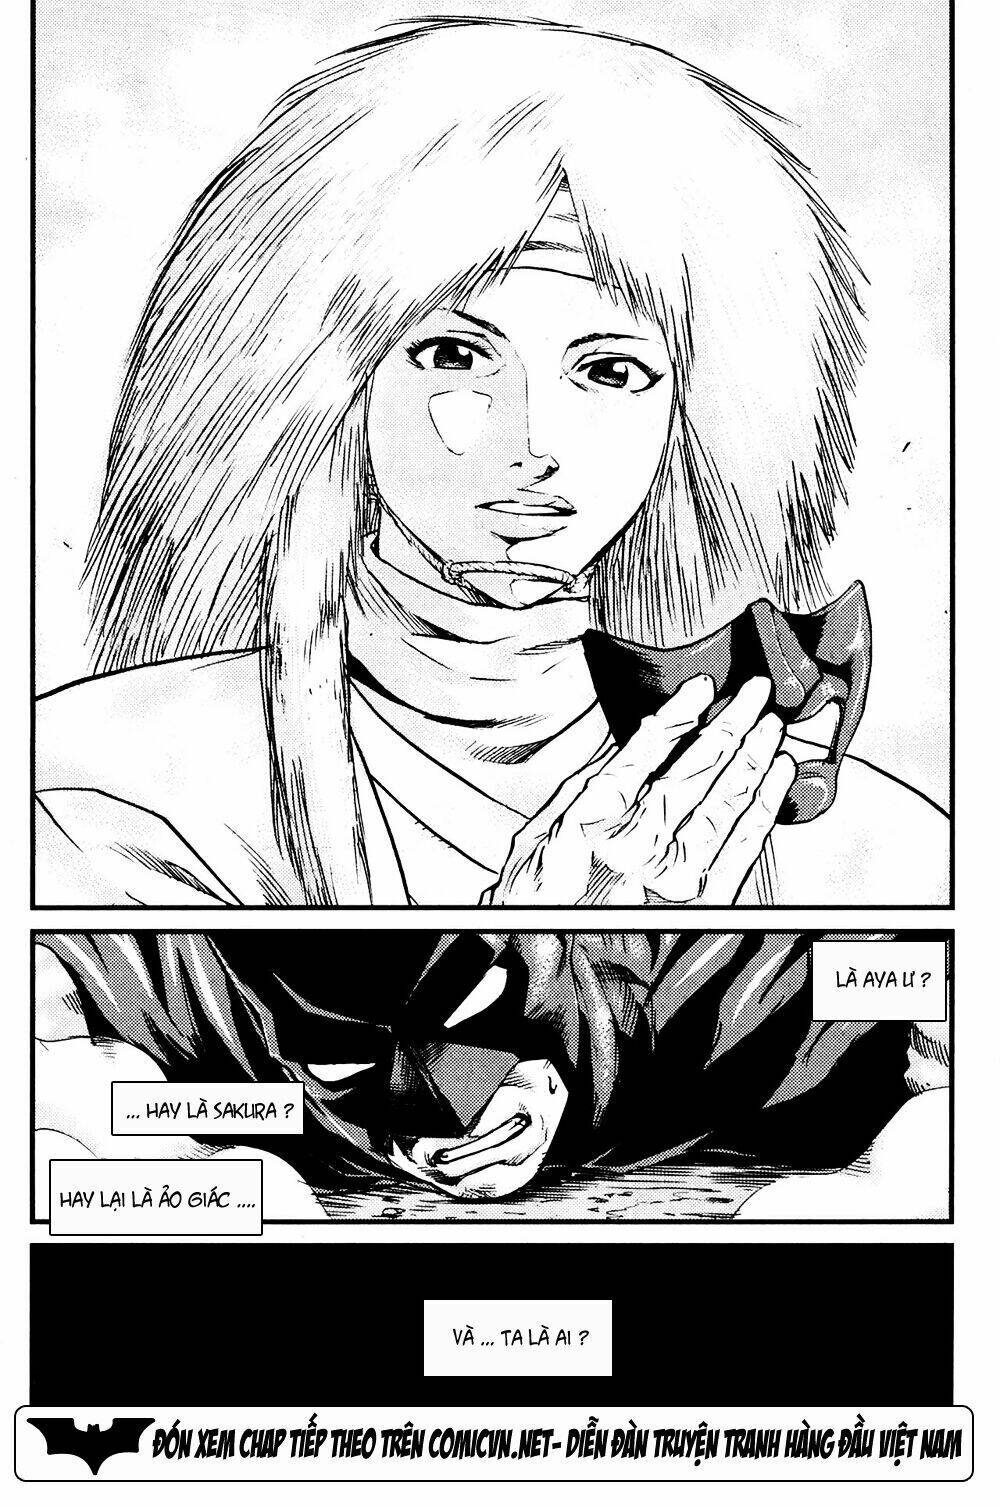 LÀ AYA Ư ?
... HAY LÀ SAKURA ?
HAY LẠI LÀ ẢO GIÁC ....
VÀ ... TA LÀ AI ?
ĐÓN XEM CHAP TIẾP THEO TRÊN COMICVN.NET- DIỄN ĐÀN TRUYỆN TRANH HÀNG ĐẦU VIỆT NAM